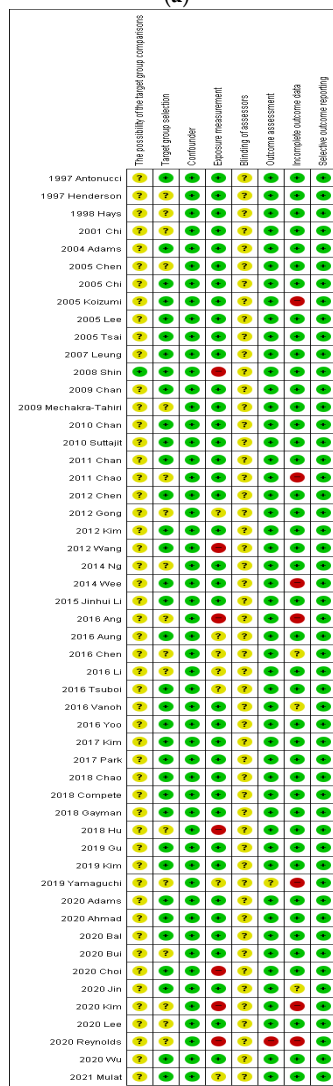 (a)
The possibility of the target group comparisons
Target group selection
Confounder
Exposure measurement
Blinding of assessors
Outcome assessment
Incomplete outcome data
Selective outcome reporting
1997 Antonucci
1997 Henderson
1998 Hays
2001 Chi
2004 Adams
2005 Chen
2005 Chi
2005 Koizumi
2005 Lee
2005 Tsai
2007 Leung
2008 Shin
2009 Chan
2009 Mechakra-Tahiri
2010 Chan
2010 Suttajit
2011 Chan
2011 Chao
2012 Chen
2012 Gong
2012 Kim
2012 Wang
2014 Ng
2014 Wee
2015 Jinhui Li
2016 Ang
2016 Aung
2016 Chen
2016 Li
2016 Tsuboi
2016 Vanoh
2016 Yoo
2017 Kim
2017 Park
2018 Chao
2018 Compete
2018 Gayman
2018 Hu
2019 Gu
2019 Kim
2019 Yamaguchi
2020 Adams
2020 Ahmad
2020 Bal
2020 Bui
2020 Choi
2020 Jin
2020 Kim
2020 Lee
2020 Reynolds
2020 Wu
2021 Mulat